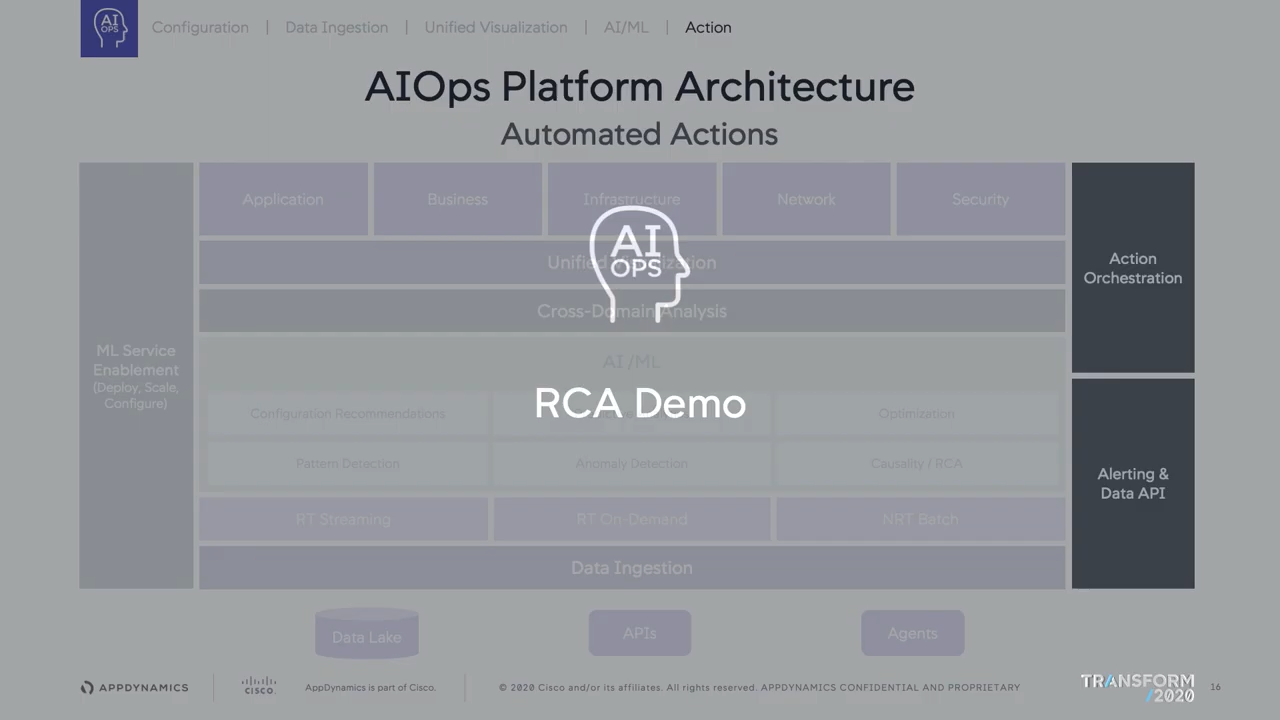 AI
OPS
Configuration | Data Ingestion | Unified Visualization | AI/ML | Action
AIOps Platform Architecture
Automated Actions
Application
Business
Infrastructure
Network
Security
Unified Visualization
Cross-Domain Analysis
AI
OPS
RCA Demo
AI /ML
Configuration Recommendations
Optimization
Pattern Detection
Anomaly Detection
Causality / RCA
RT Streaming
RT On-Demand
NRT Batch
Data Ingestion
ML Service
Enablement
(Deploy, Scale,
Configure)
Action
Orchestration
Alerting &
Data API
Data Lake
APIs
Agents
APPDYNAMICS
CISCO.
AppDynamics is part of Cisco.
© 2020 Cisco and/or its affiliates. All rights reserved. APPDYNAMICS CONFIDENTIAL AND PROPRIETARY
TRANSFORM
/2020
16